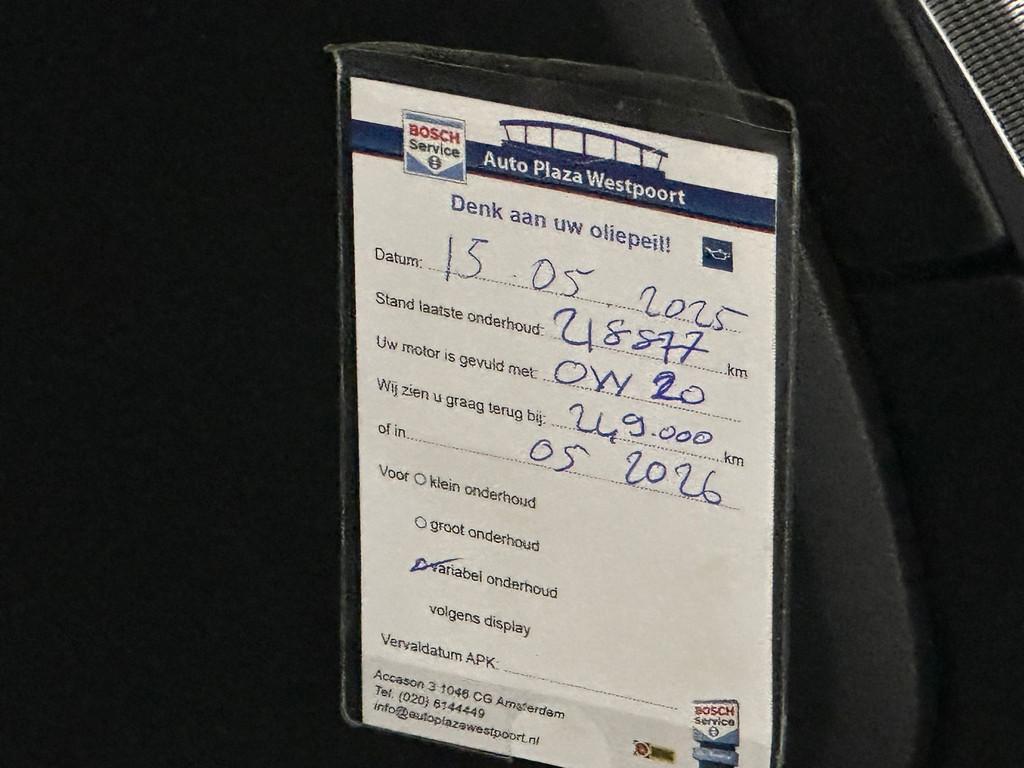 BOSCH
Service
Auto Plaza Westpoort
Denk aan uw oliepeil!
Datum: 15 . 05 . 2025
Stand laatste onderhoud: 218877 km
Uw motor is gevuld met: OW 20
Wij zien u graag terug bij: 249.000 km
of in 05 2026
Voor O klein onderhoud
O groot onderhoud
variabel onderhoud
volgens display
Vervaldatum APK:
Accason 3 1046 CG Amsterdam
Tel. (020) 6144449
info@autoplazawestpoort.nl
BOSCH
Service